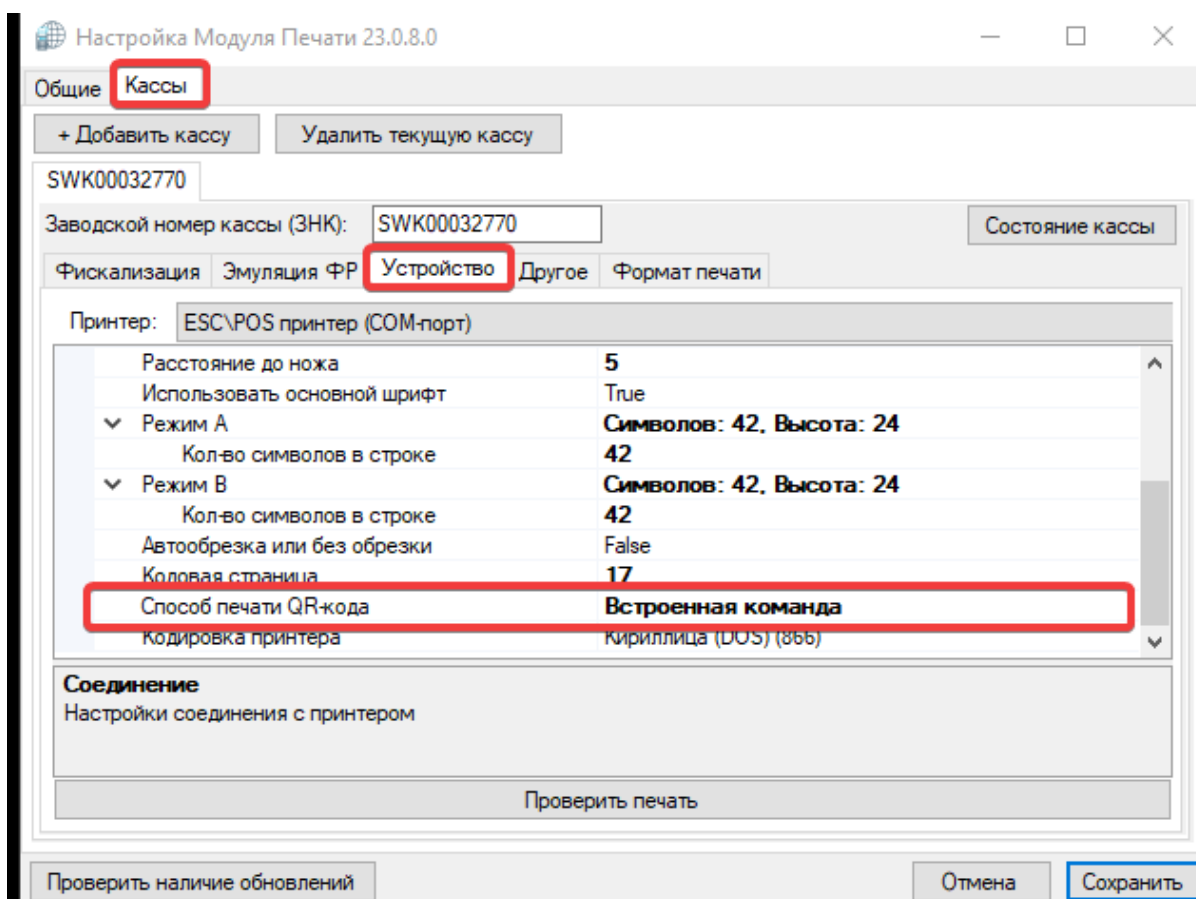 Настройка Модуля Печати 23.0.8.0
Общие Кассы
+ Добавить кассу Удалить текущую кассу
SWK00032770
Заводской номер кассы (ЗНК): SWK00032770 Состояние кассы
Фискализация Эмуляция ФР Устройство Другое Формат печати
Принтер: ESC\POS принтер (COM-порт)
Расстояние до ножа 5
Использовать основной шрифт True
Режим A Символов: 42, Высота: 24
Кол-во символов в строке 42
Режим B Символов: 42, Высота: 24
Кол-во символов в строке 42
Автообрезка или без обрезки False
Кодовая страница 17
Способ печати QR-кода Встроенная команда
Кодировка принтера Кириллица (DOS) (866)
Соединение
Настройки соединения с принтером
Проверить печать
Проверить наличие обновлений Отмена Сохранить